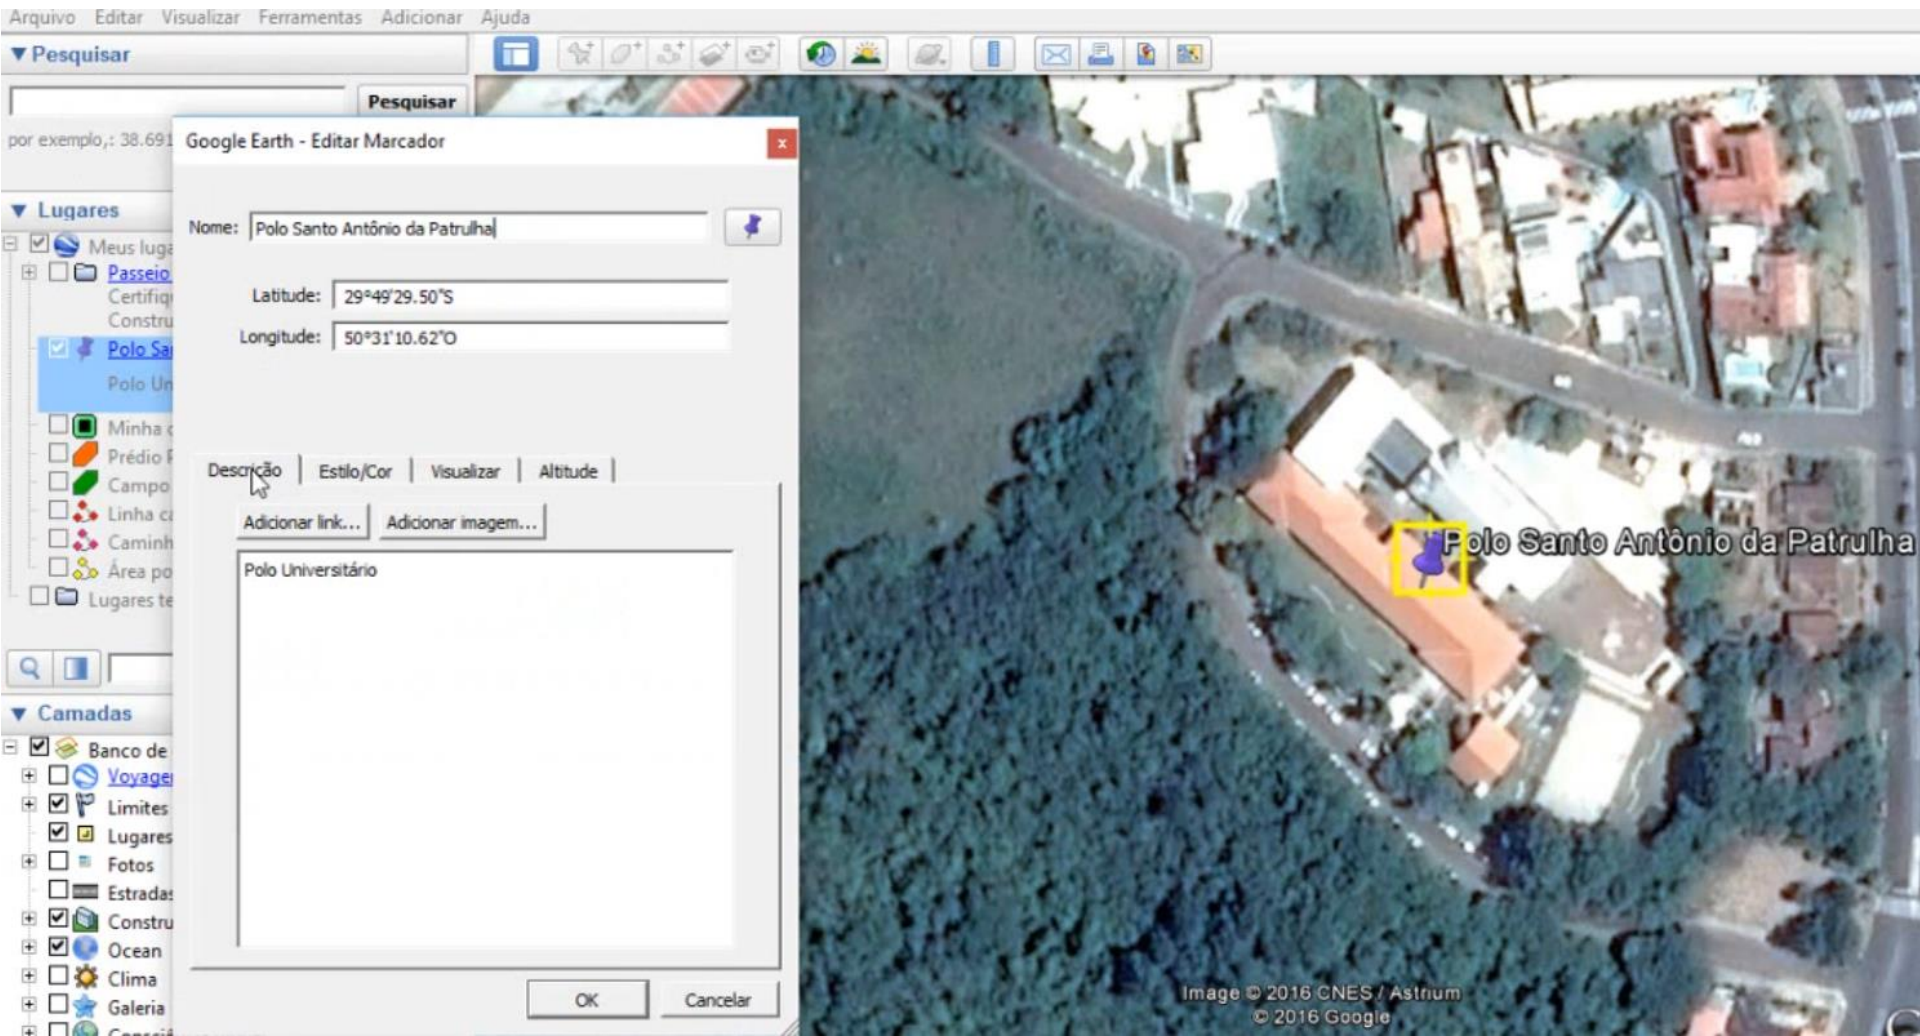 Arquivo Editar Visualizar Ferramentas Adicionar Ajuda
Pesquisar
Pesquisar
por exemplo,: 38.691
Google Earth - Editar Marcador
Nome: Polo Santo Antônio da Patrulha
Latitude: 29°49'29.50"S
Longitude: 50°31'10.62"O
Descrição Estilo/Cor Visualizar Altitude
Adicionar link... Adicionar imagem...
Polo Universitário
OK Cancelar
Lugares
Meus luga
Passeio
Certifiq
Constru
Polo Sa
Polo Un
Minha c
Prédio
Campo
Linha ca
Caminh
Área po
Lugares te
Camadas
Banco de
Voyager
Limites
Lugares
Fotos
Estradas
Constru
Ocean
Clima
Galeria
Polo Santo Antônio da Patrulha
Image © 2016 CNES / Astrium
© 2016 Google